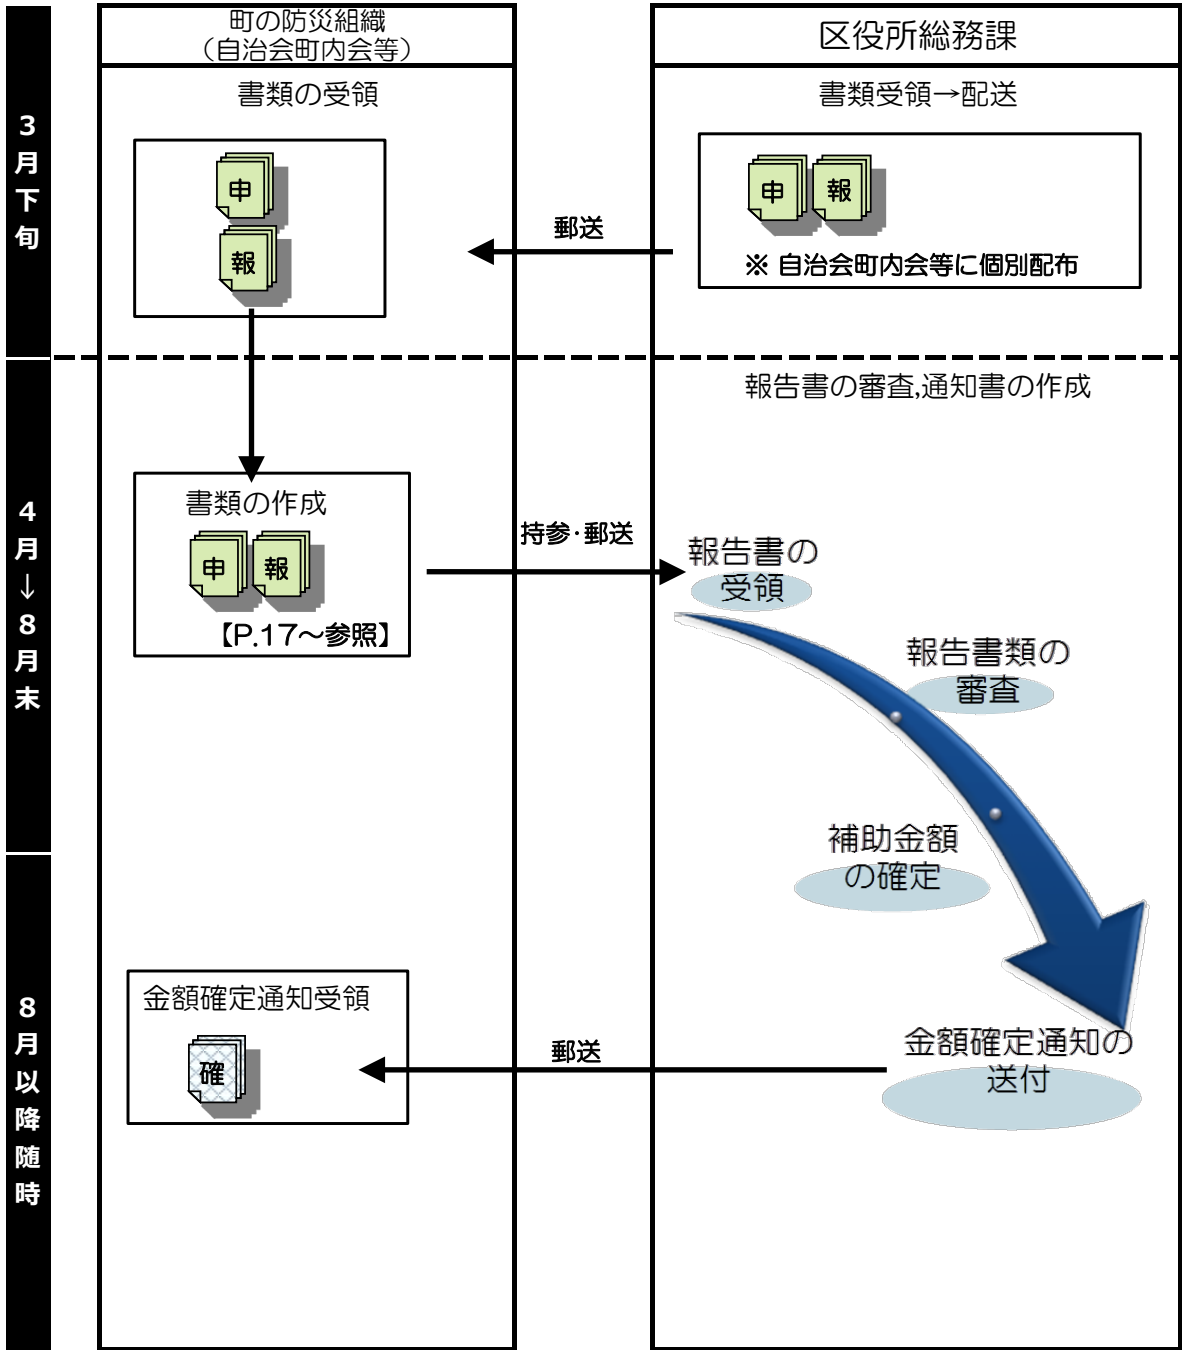 町の防災組織
（自治会町内会等）
区役所総務課
3月下旬
書類の受領
申
報
郵送
書類受領→配送
申 報
※ 自治会町内会等に個別配布
4月→8月末
報告書の審査,通知書の作成
書類の作成
申 報
【P.17～参照】
持参・郵送
報告書の
受領
報告書類の
審査
補助金額
の確定
8月以降随時
金額確定通知受領
確
郵送
金額確定通知の
送付